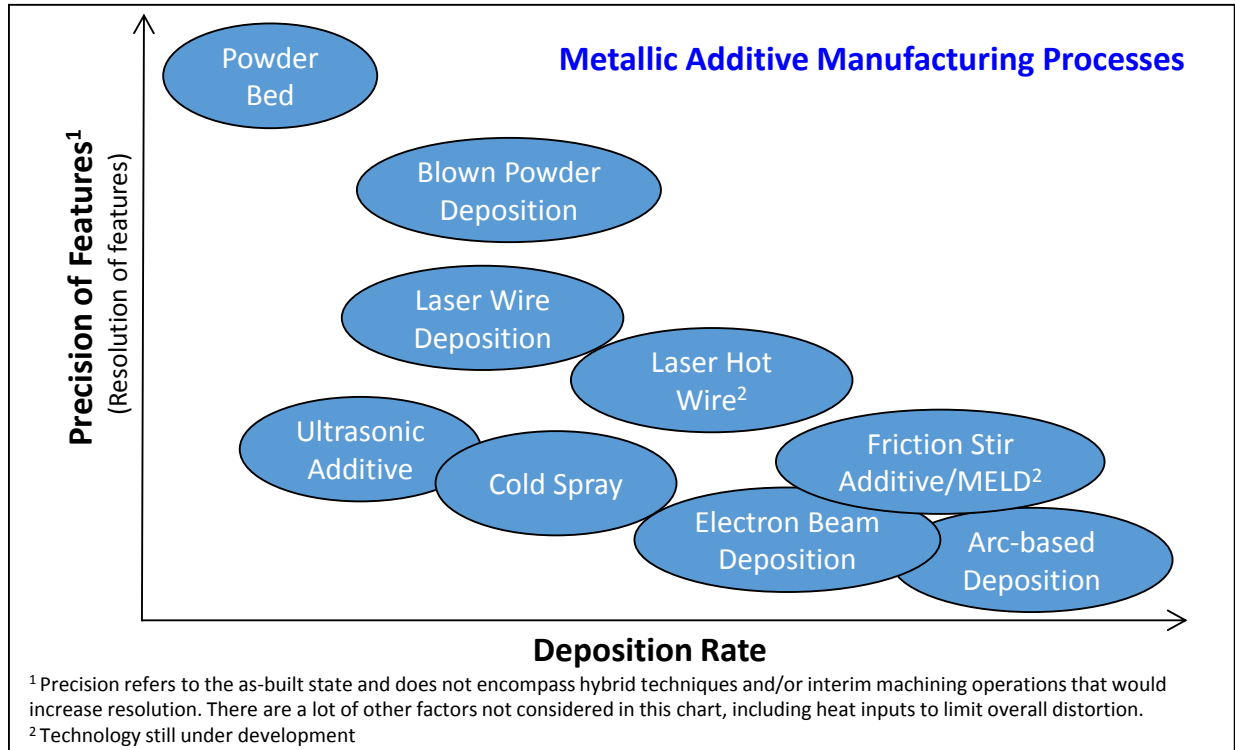 Metallic Additive Manufacturing Processes
Powder
Bed
Blown Powder
Deposition
Laser Wire
Deposition
Laser Hot
Wire²
Ultrasonic
Additive
Cold Spray
Friction Stir
Additive/MELD²
Electron Beam
Deposition
Arc-based
Deposition
Precision of Features¹
(Resolution of features)
Deposition Rate
¹ Precision refers to the as-built state and does not encompass hybrid techniques and/or interim machining operations that would
increase resolution. There are a lot of other factors not considered in this chart, including heat inputs to limit overall distortion.
² Technology still under development